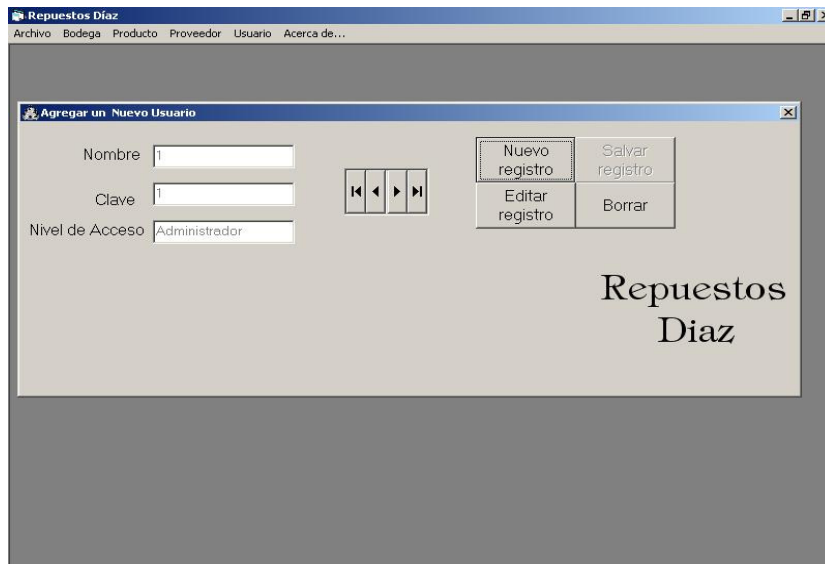 Repuestos Díaz
Archivo Bodega Producto Proveedor Usuario Acerca de...
Agregar un Nuevo Usuario
Nombre 1
Clave 1
Nivel de Acceso Administrador
Nuevo registro
Salvar registro
Editar registro
Borrar
Repuestos
Diaz